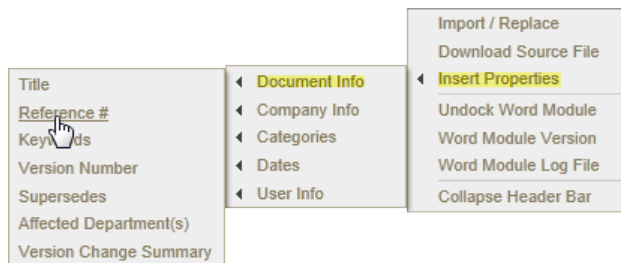 Import / Replace
Download Source File
Insert Properties
Undock Word Module
Word Module Version
Word Module Log File
Collapse Header Bar
Document Info
Company Info
Categories
Dates
User Info
Title
Reference #
Keywords
Version Number
Supersedes
Affected Department(s)
Version Change Summary